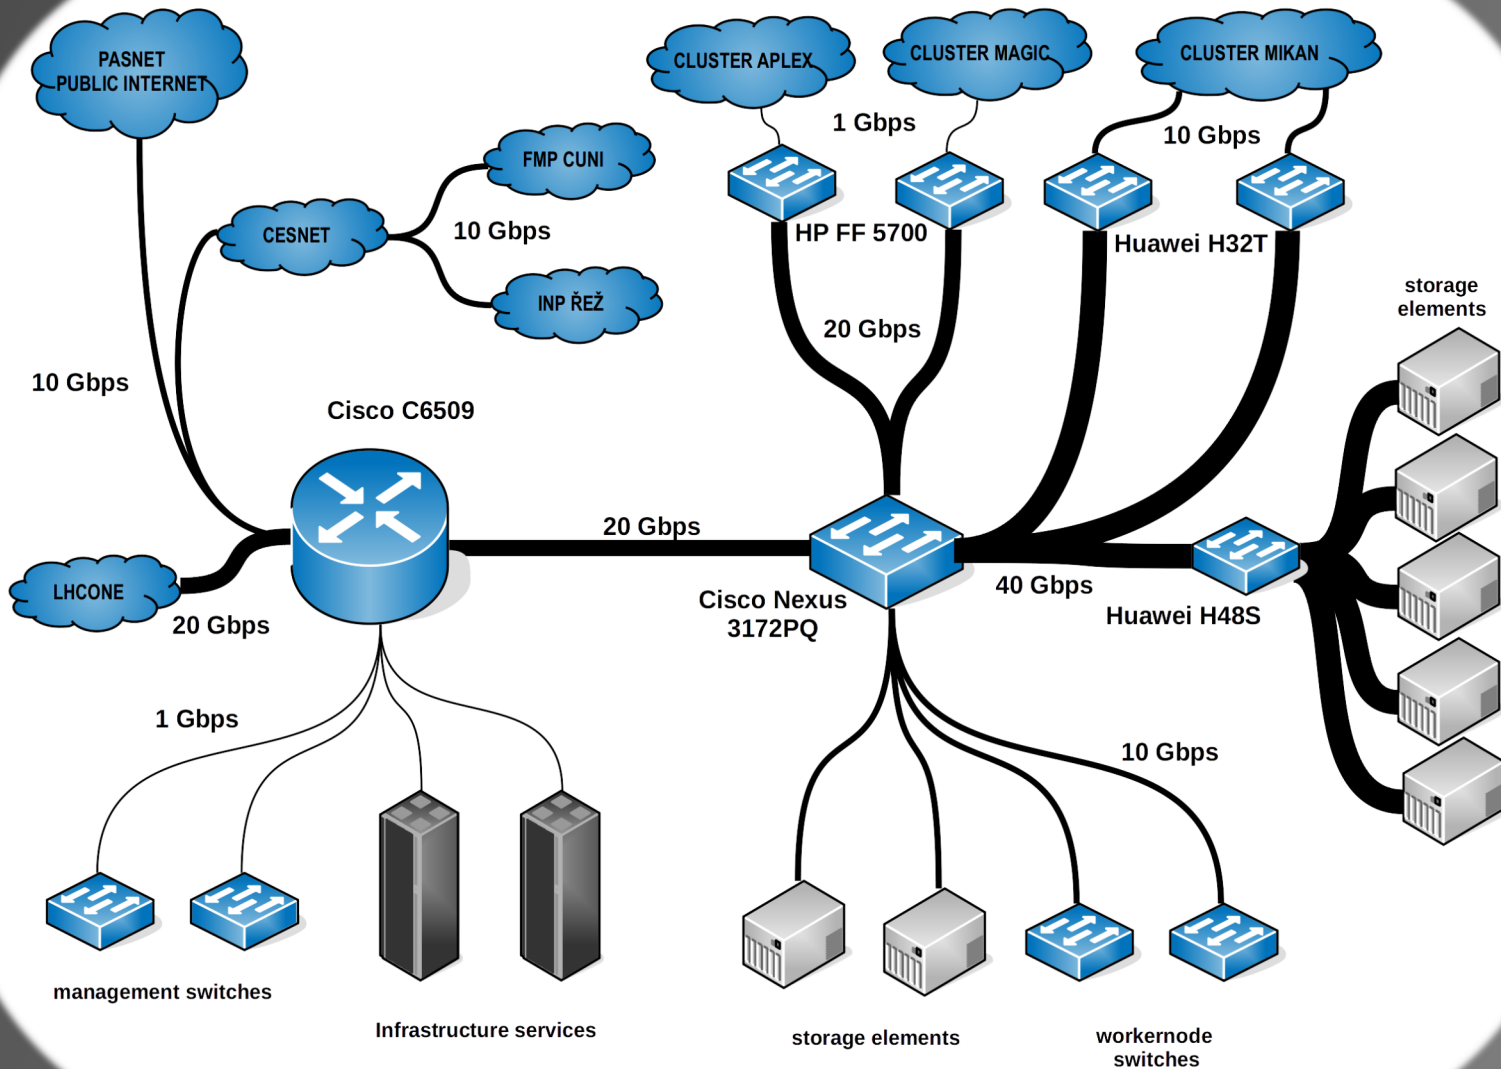 PASNET
PUBLIC INTERNET
CLUSTER APLEX
CLUSTER MAGIC
CLUSTER MIKAN
1 Gbps
10 Gbps
FMP CUNI
CESNET
10 Gbps
HP FF 5700
Huawei H32T
INP ŘEŽ
storage
elements
20 Gbps
10 Gbps
Cisco C6509
20 Gbps
LHCONE
20 Gbps
Cisco Nexus
3172PQ
40 Gbps
Huawei H48S
1 Gbps
10 Gbps
management switches
Infrastructure services
storage elements
workernode
switches